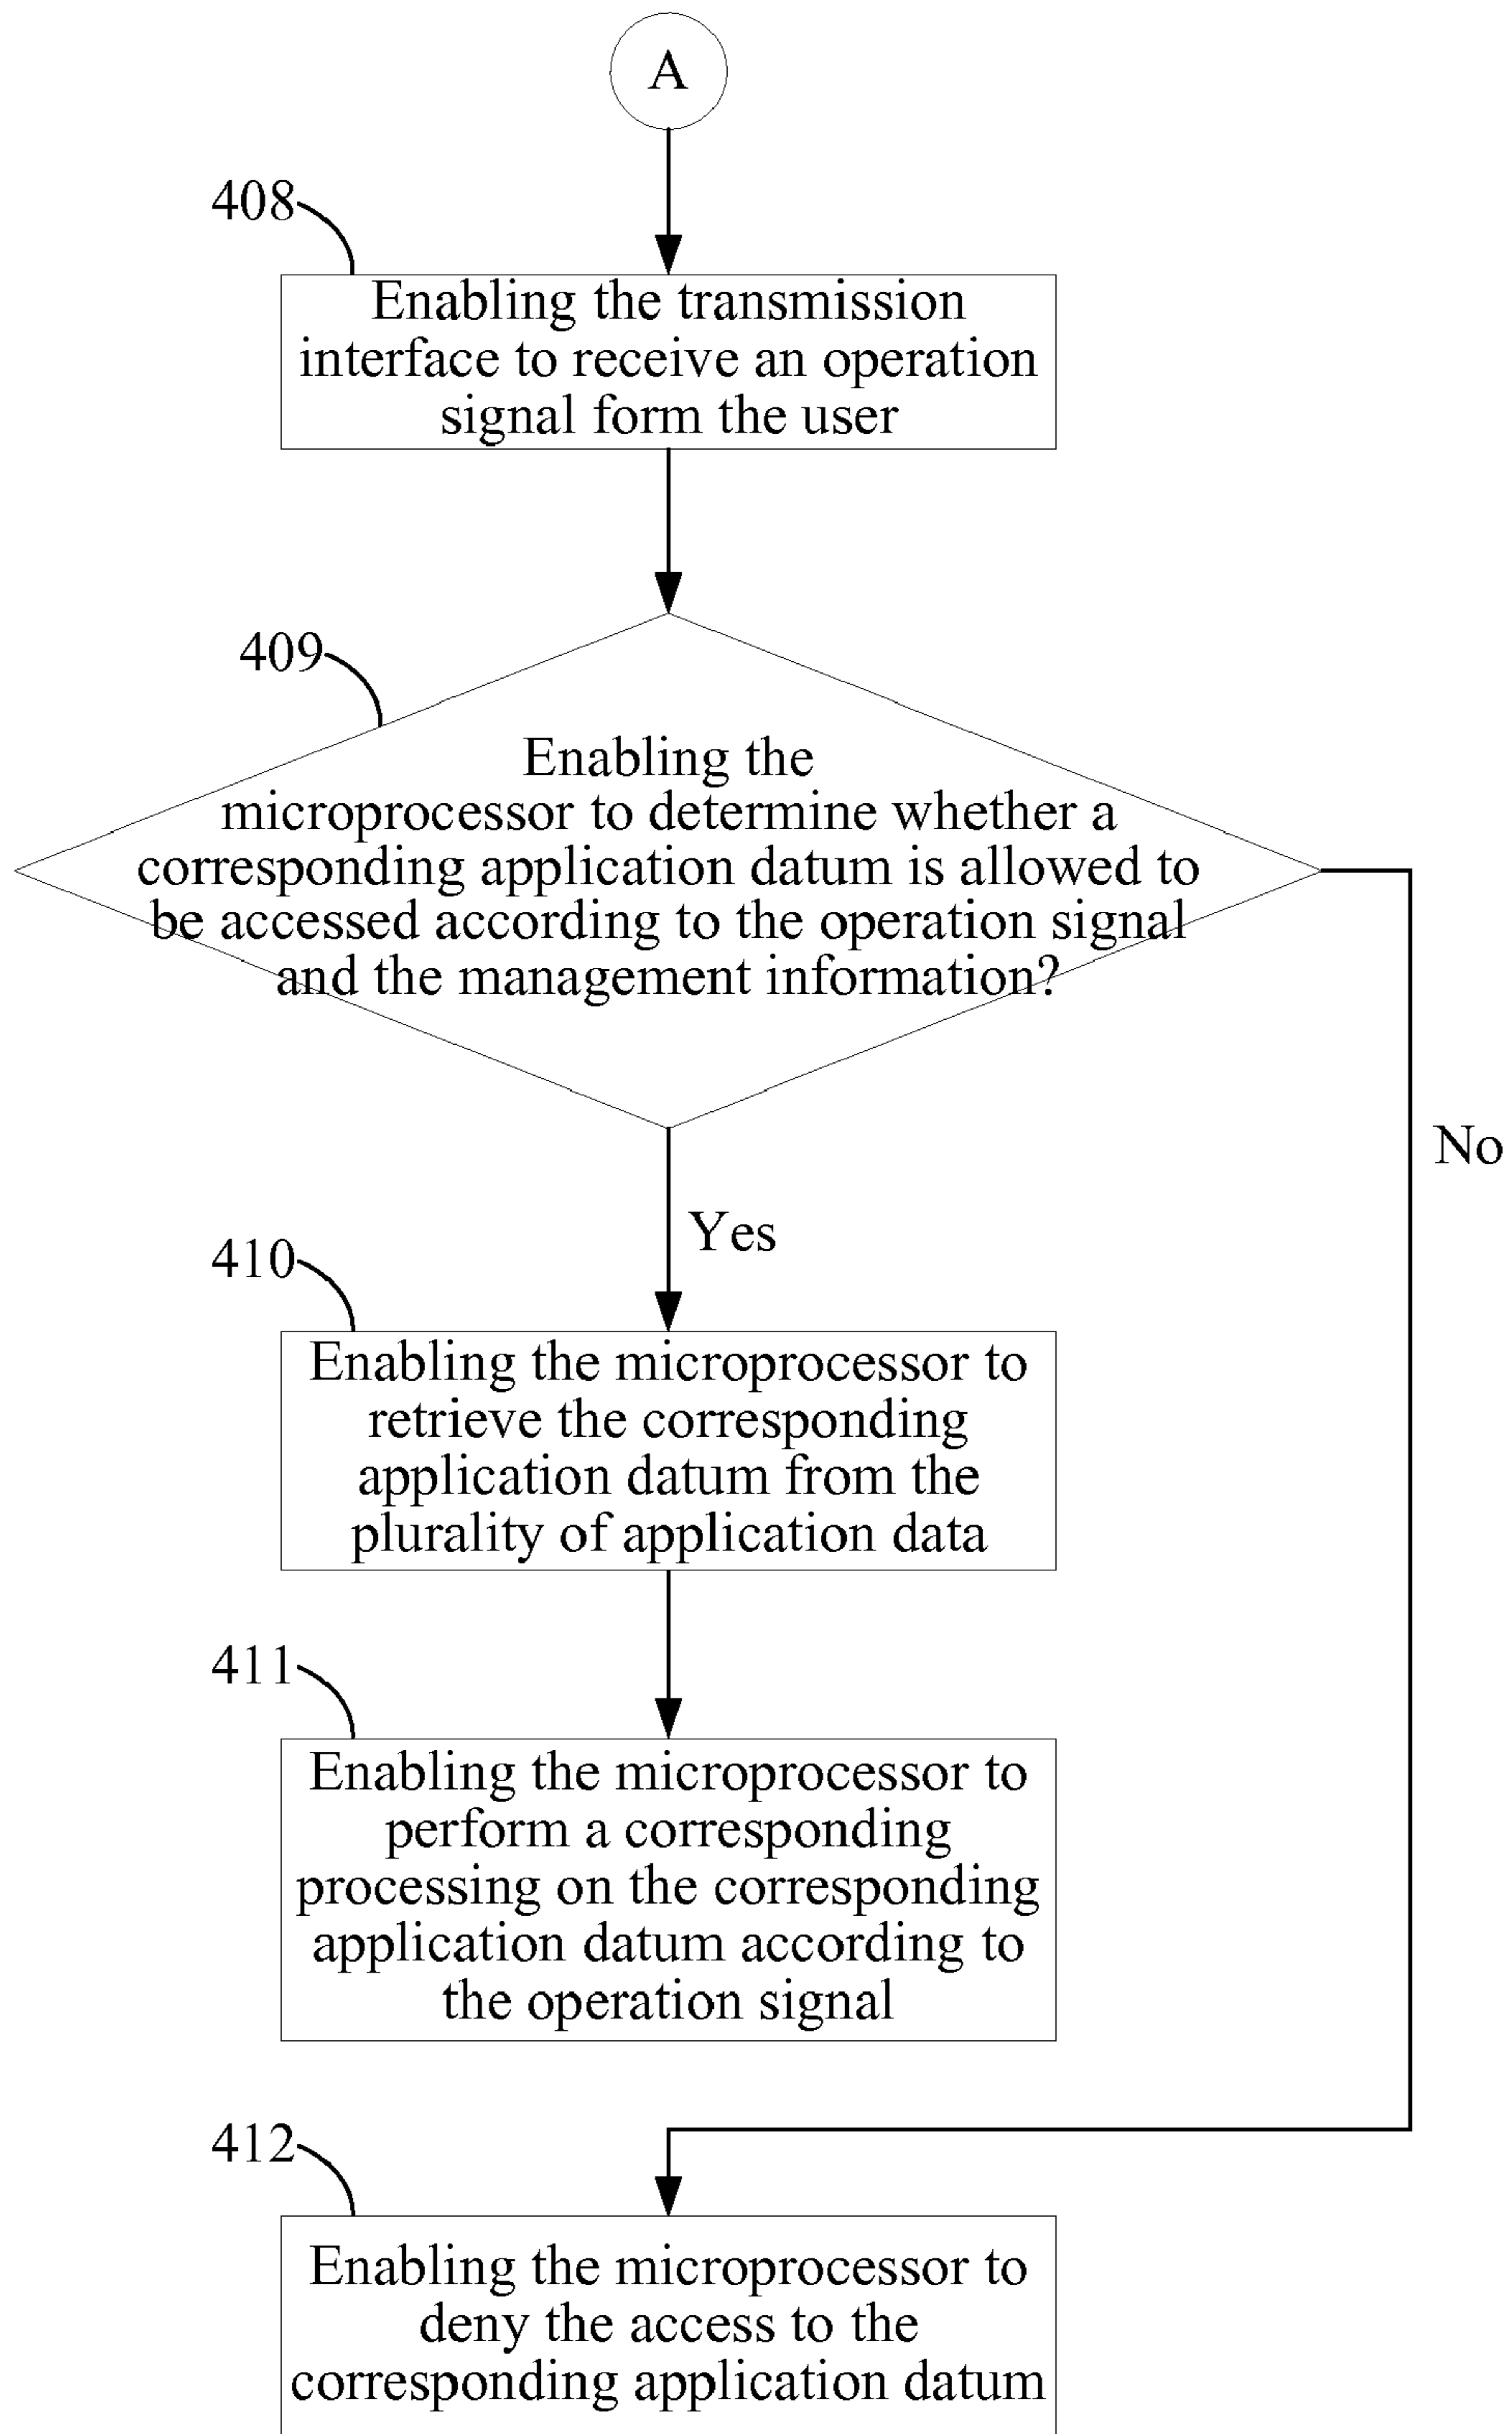 A
408
Enabling the transmission
interface to receive an operation
signal form the user
409
Enabling the
microprocessor to determine whether a
corresponding application datum is allowed to
be accessed according to the operation signal
and the management information?
No
Yes
410
Enabling the microprocessor to
retrieve the corresponding
application datum from the
plurality of application data
411
Enabling the microprocessor to
perform a corresponding
processing on the corresponding
application datum according to
the operation signal
412
Enabling the microprocessor to
deny the access to the
corresponding application datum